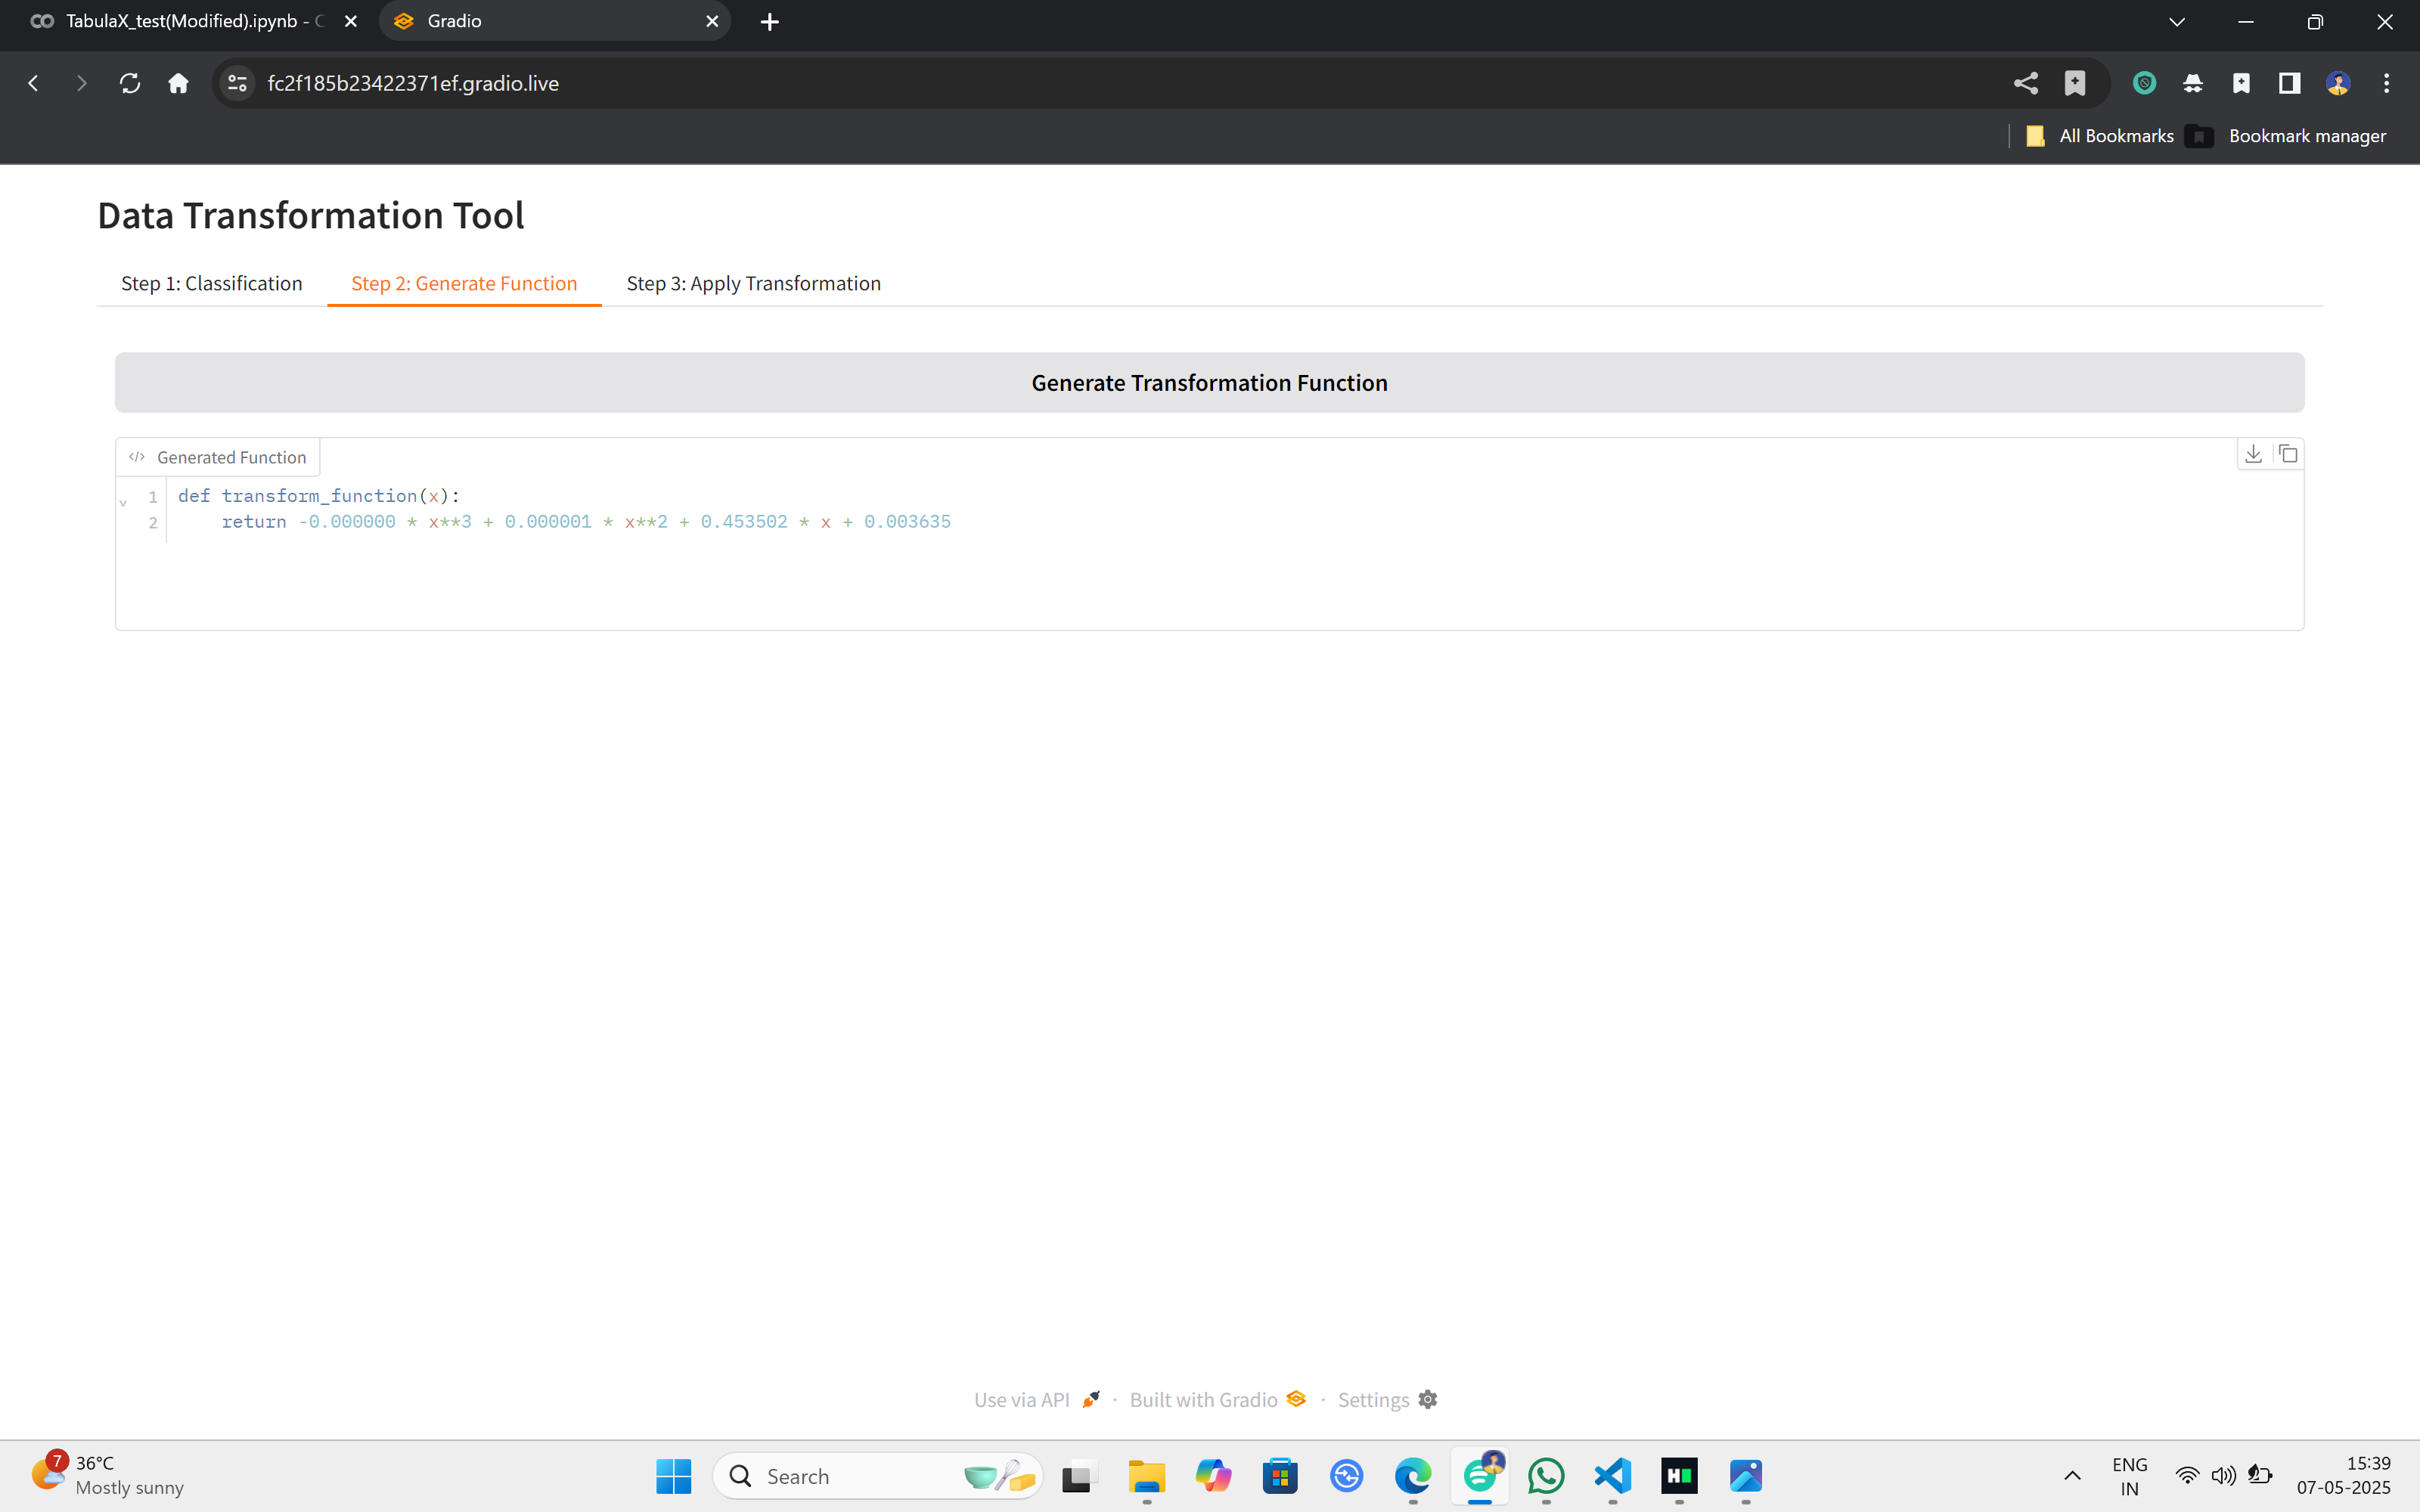 TabulaX_test(Modified).ipynb - C
Gradio
fc2f185b23422371ef.gradio.live
All Bookmarks
Bookmark manager
Data Transformation Tool
Step 1: Classification
Step 2: Generate Function
Step 3: Apply Transformation
Generate Transformation Function
Generated Function
1 def transform_function(x):
2 return -0.000000 * x**3 + 0.000001 * x**2 + 0.453502 * x + 0.003635
Use via API · Built with Gradio · Settings
7
36°C
Mostly sunny
Search
ENG
IN
15:39
07-05-2025